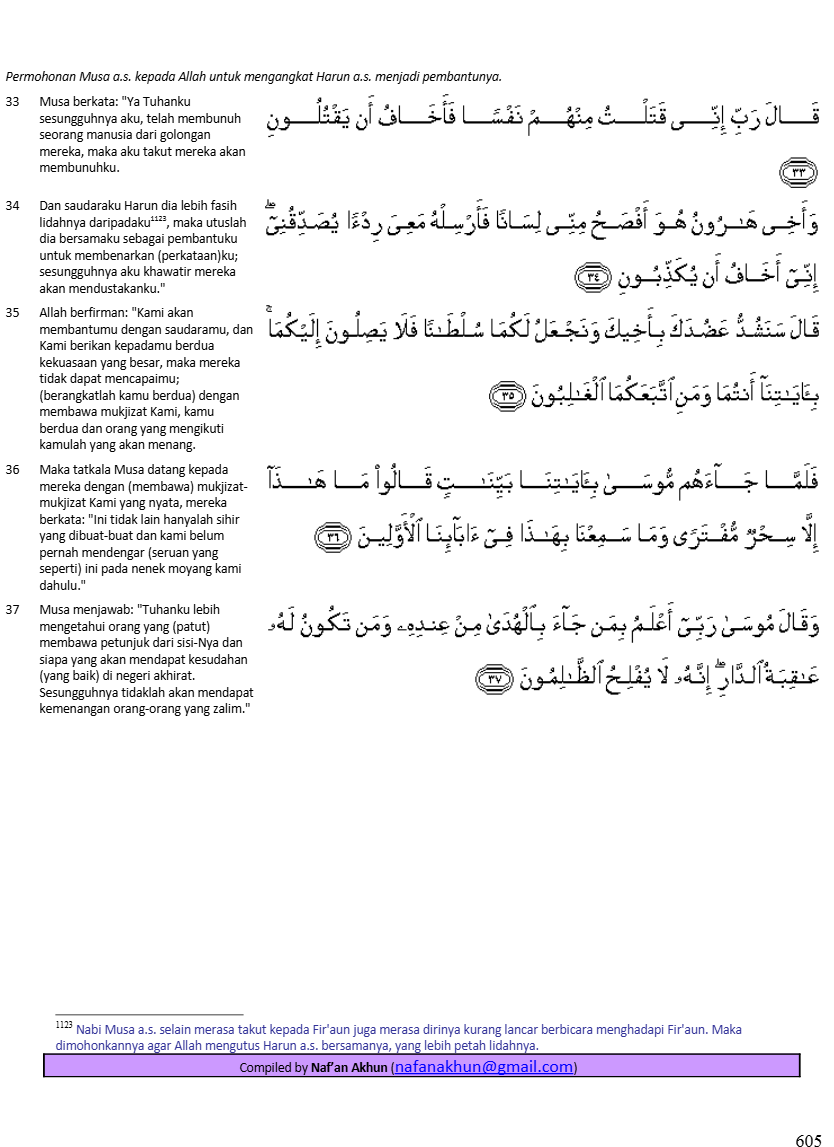 Permohonan Musa a.s. kepada Allah untuk mengangkat Harun a.s. menjadi pembantunya.
33 Musa berkata: "Ya Tuhanku
sesungguhnya aku, telah membunuh
seorang manusia dari golongan
mereka, maka aku takut mereka akan
membunuhku.
قَالَ رَبِّ إِنِّى قَتَلْتُ مِنْهُمْ نَفْسًا فَأَخَافُ أَن يَقْتُلُونِ
٣٣
34 Dan saudaraku Harun dia lebih fasih
lidahnya daripadaku1123, maka utuslah
dia bersamaku sebagai pembantuku
untuk membenarkan (perkataan)ku;
sesungguhnya aku khawatir mereka
akan mendustakanku."
وَأَخِى هَـٰرُونُ هُوَ أَفْصَحُ مِنِّى لِسَانًا فَأَرْسِلْهُ مَعِىَ رِدْءًا يُصَدِّقُنِىٓ ۖ
إِنِّىٓ أَخَافُ أَن يُكَذِّبُونِ ٣٤
35 Allah berfirman: "Kami akan
membantumu dengan saudaramu, dan
Kami berikan kepadamu berdua
kekuasaan yang besar, maka mereka
tidak dapat mencapaimu;
(berangkatlah kamu berdua) dengan
membawa mukjizat Kami, kamu
berdua dan orang yang mengikuti
kamulah yang akan menang.
قَالَ سَنَشُدُّ عَضُدَكَ بِأَخِيكَ وَنَجْعَلُ لَكُمَا سُلْطَـٰنًا فَلَا يَصِلُونَ إِلَيْكُمَا ۚ
بِـَٔايَـٰتِنَآ أَنتُمَا وَمَنِ ٱتَّبَعَكُمَا ٱلْغَـٰلِبُونَ ٣٥
36 Maka tatkala Musa datang kepada
mereka dengan (membawa) mukjizat-
mukjizat Kami yang nyata, mereka
berkata: "Ini tidak lain hanyalah sihir
yang dibuat-buat dan kami belum
pernah mendengar (seruan yang
seperti) ini pada nenek moyang kami
dahulu."
فَلَمَّا جَآءَهُم مُّوسَىٰ بِـَٔايَـٰتِنَا بَيِّنَـٰتٍ قَالُوا۟ مَا هَـٰذَآ
إِلَّا سِحْرٌ مُّفْتَرًى وَمَا سَمِعْنَا بِهَـٰذَا فِىٓ ءَابَآئِنَا ٱلْأَوَّلِينَ ٣٦
37 Musa menjawab: "Tuhanku lebih
mengetahui orang yang (patut)
membawa petunjuk dari sisi-Nya dan
siapa yang akan mendapat kesudahan
(yang baik) di negeri akhirat.
Sesungguhnya tidaklah akan mendapat
kemenangan orang-orang yang zalim."
وَقَالَ مُوسَىٰ رَبِّىٓ أَعْلَمُ بِمَن جَآءَ بِٱلْهُدَىٰ مِنْ عِندِهِۦ وَمَن تَكُونُ لَهُۥ
عَـٰقِبَةُ ٱلدَّارِ ۖ إِنَّهُۥ لَا يُفْلِحُ ٱلظَّـٰلِمُونَ ٣٧
1123 Nabi Musa a.s. selain merasa takut kepada Fir'aun juga merasa dirinya kurang lancar berbicara menghadapi Fir'aun. Maka
dimohonkannya agar Allah mengutus Harun a.s. bersamanya, yang lebih petah lidahnya.
Compiled by Naf’an Akhun (nafanakhun@gmail.com)
605